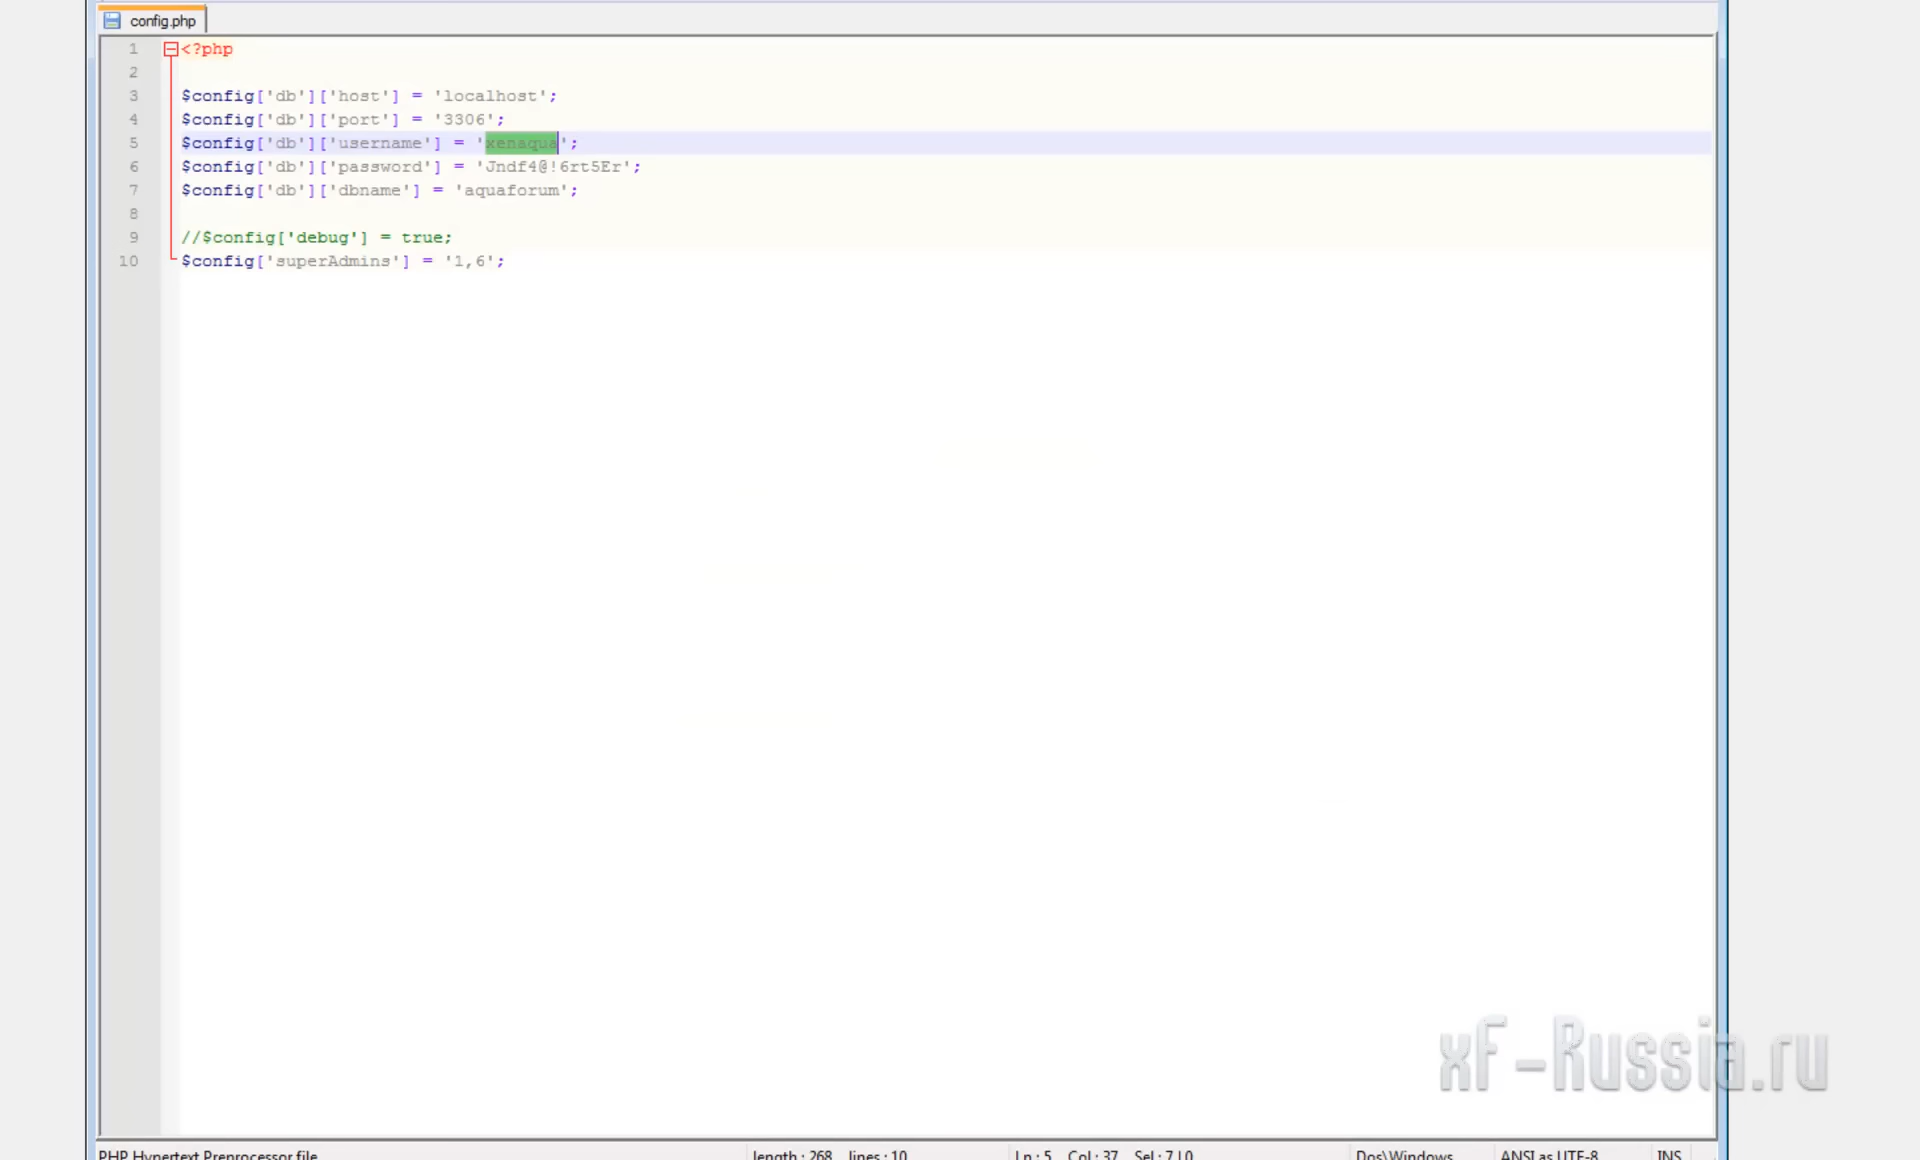 config.php
1 <?php
2
3 $config['db']['host'] = 'localhost';
4 $config['db']['port'] = '3306';
5 $config['db']['username'] = 'xenaqua';
6 $config['db']['password'] = 'Jndf4@!6rt5Er';
7 $config['db']['dbname'] = 'aquaforum';
8
9 //$config['debug'] = true;
10 $config['superAdmins'] = '1,6';
xF-Russia.ru
PHP Hypertext Preprocessor file length : 268 lines : 10 Ln : 5 Col : 37 Sel : 7 | 0 Dos\Windows ANSI as UTF-8 INS